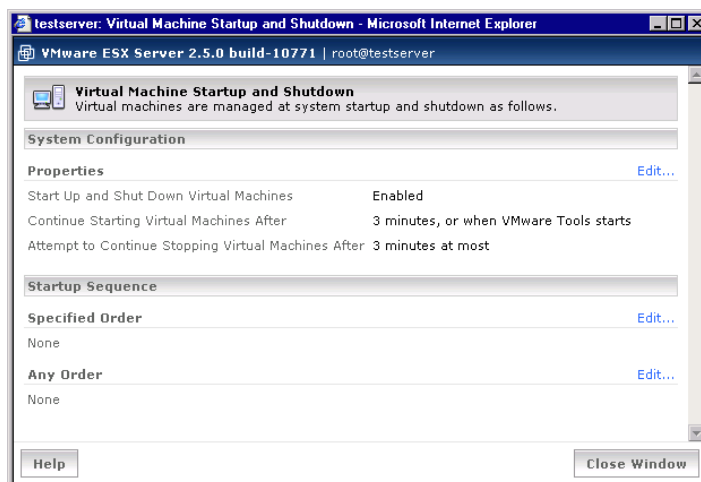 testserver: Virtual Machine Startup and Shutdown - Microsoft Internet Explorer
VMware ESX Server 2.5.0 build-10771 | root@testserver
Virtual Machine Startup and Shutdown
Virtual machines are managed at system startup and shutdown as follows.
System Configuration
Properties Edit...
Start Up and Shut Down Virtual Machines Enabled
Continue Starting Virtual Machines After 3 minutes, or when VMware Tools starts
Attempt to Continue Stopping Virtual Machines After 3 minutes at most
Startup Sequence
Specified Order Edit...
None
Any Order Edit...
None
Help Close Window